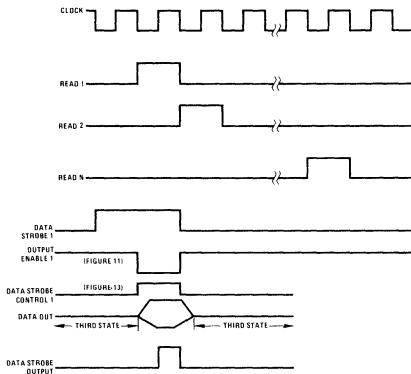 CLOCK
READ 1
READ 2
READ N
DATA
STROBE 1
OUTPUT
ENABLE 1
(FIGURE 11)
DATA STROBE
CONTROL 1
(FIGURE 13)
DATA OUT
THIRD STATE
THIRD STATE
DATA STROBE
OUTPUT